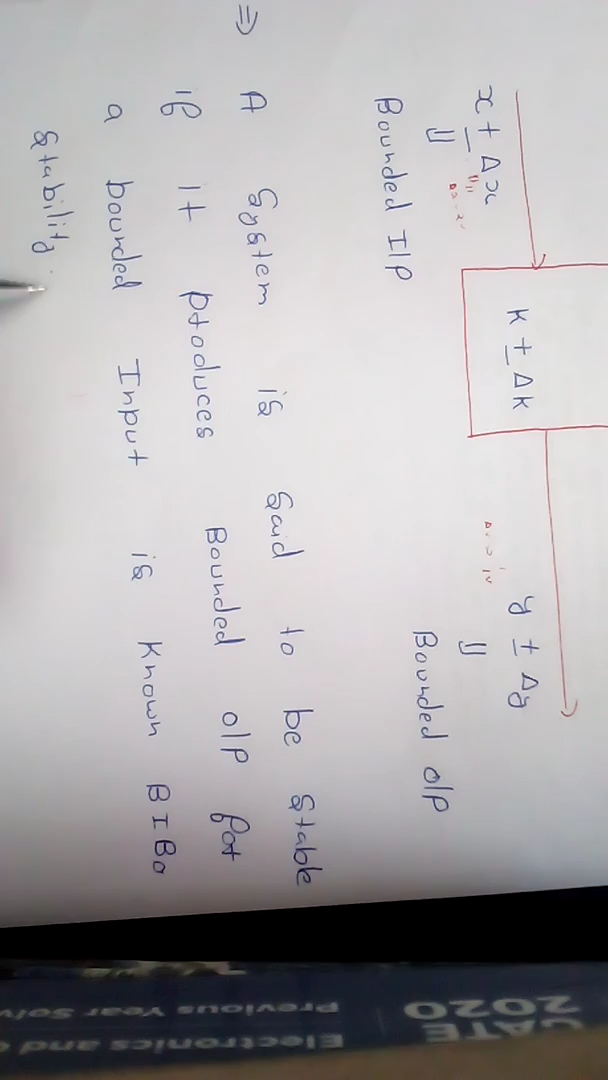 x ± Δx
K ± ΔK
y ± Δy
Bounded I/P
Bounded o/p
⇒ A System is Said to be Stable
if it produces Bounded o/p for
a bounded Input is Known BIBO
Stability.
GATE
2020
Previous Year Solv
Electronics and